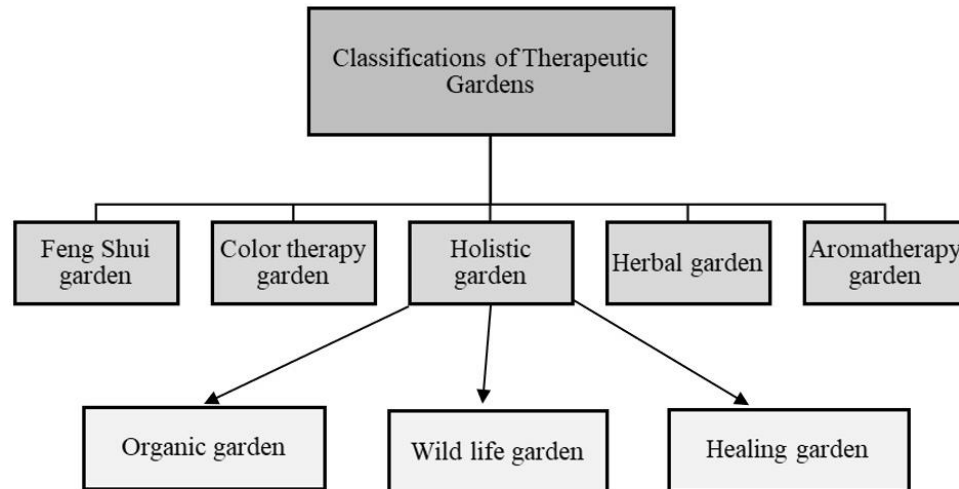 Classifications of Therapeutic
Gardens
Feng Shui
garden
Color therapy
garden
Holistic
garden
Herbal garden
Aromatherapy
garden
Organic garden
Wild life garden
Healing garden